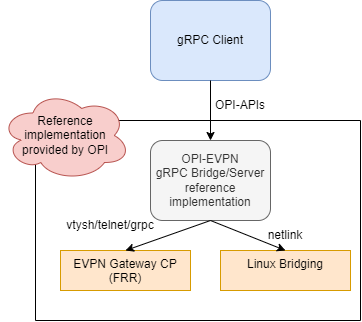 gRPC Client
OPI-APIs
Reference
implementation
provided by OPI
OPI-EVPN
gRPC Bridge/Server
reference
implementation
vtysh/telnet/grpc
netlink
EVPN Gateway CP
(FRR)
Linux Bridging